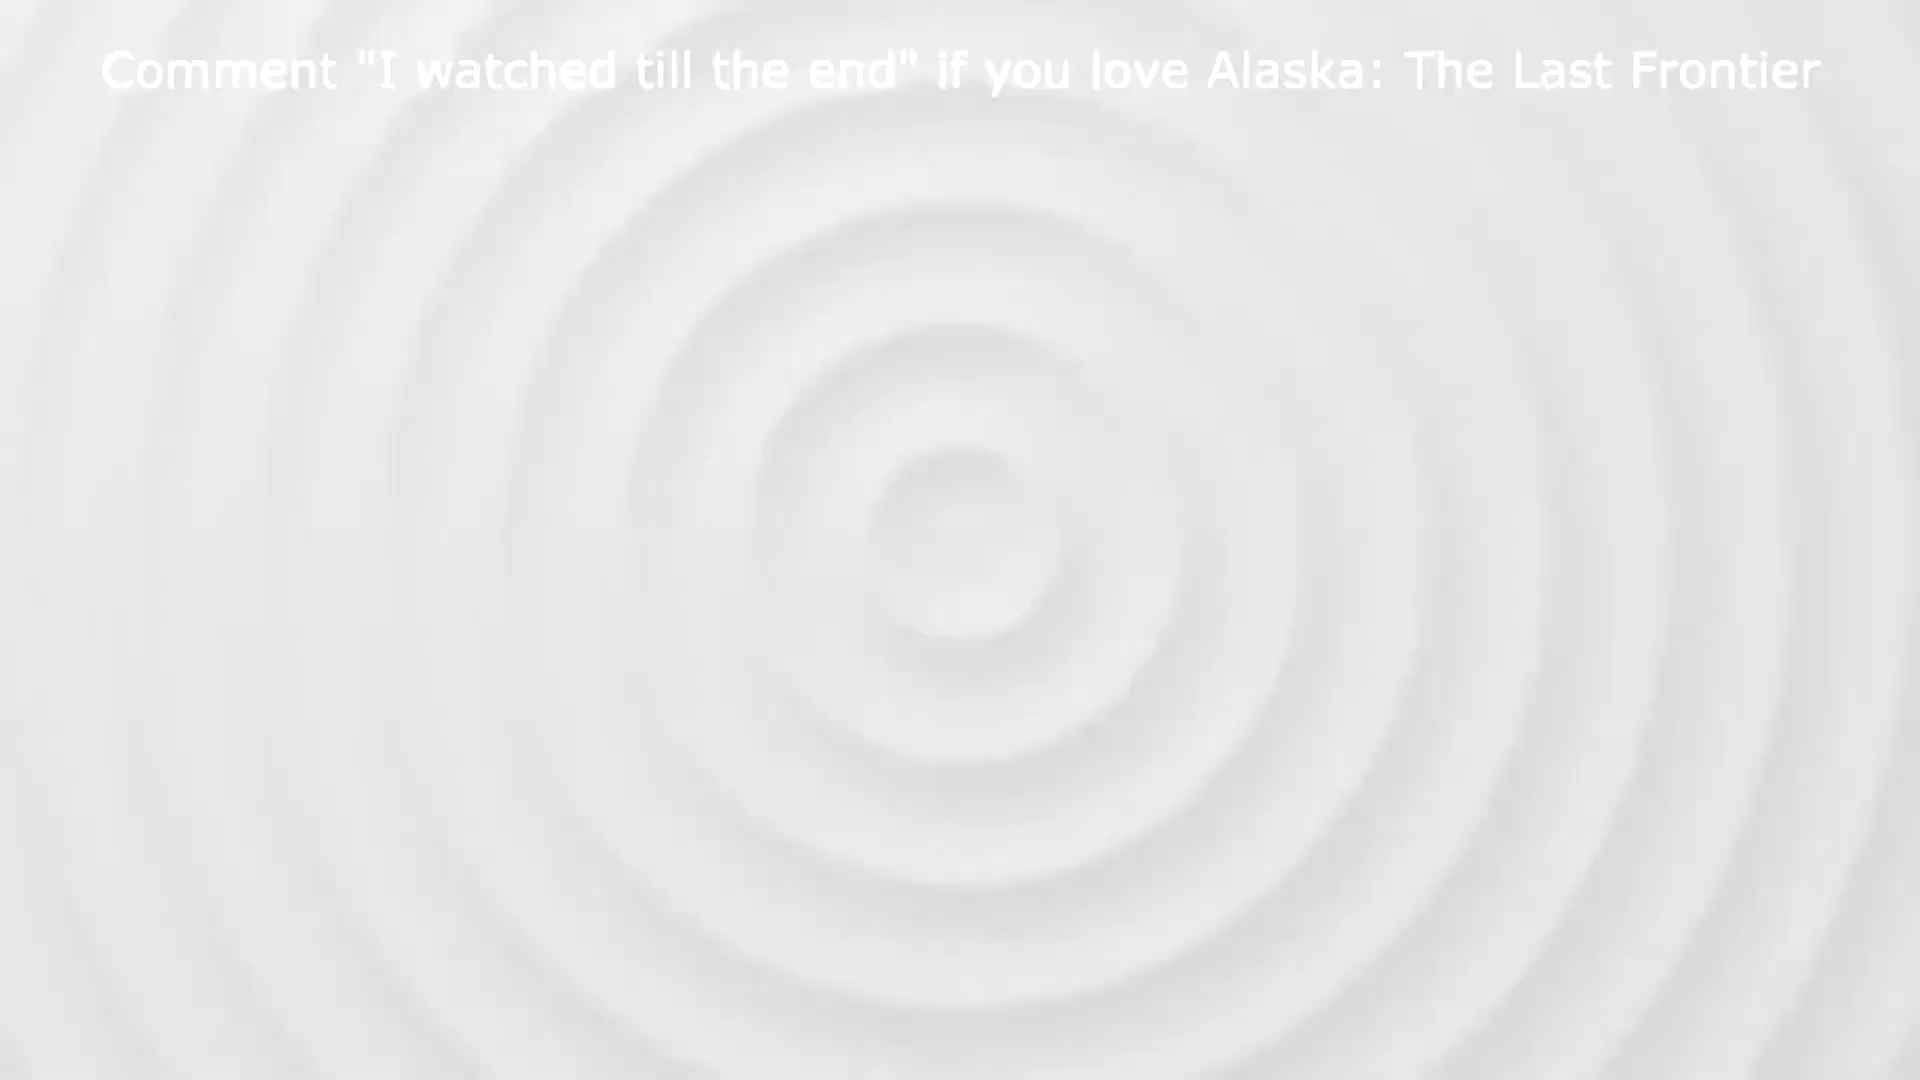 Comment "I watched till the end" if you love Alaska: The Last Frontier